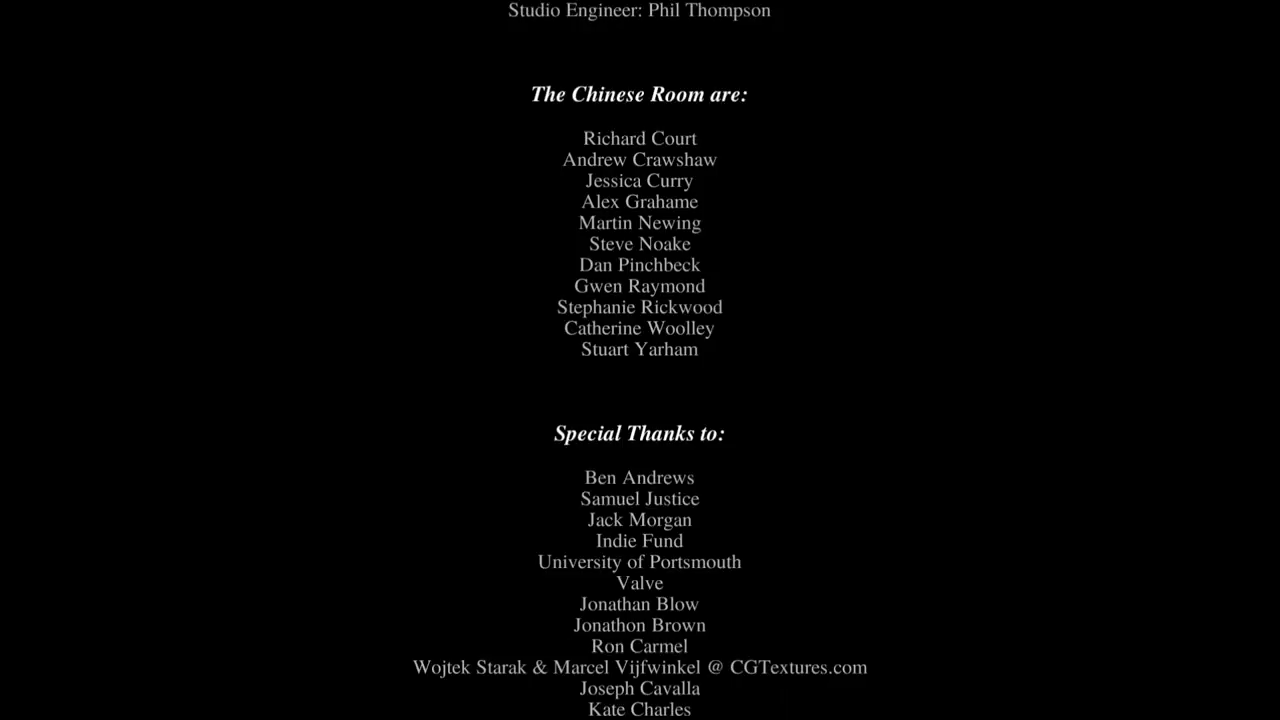 Studio Engineer: Phil Thompson
The Chinese Room are:
Richard Court
Andrew Crawshaw
Jessica Curry
Alex Grahame
Martin Newing
Steve Noake
Dan Pinchbeck
Gwen Raymond
Stephanie Rickwood
Catherine Woolley
Stuart Yarham
Special Thanks to:
Ben Andrews
Samuel Justice
Jack Morgan
Indie Fund
University of Portsmouth
Valve
Jonathan Blow
Jonathon Brown
Ron Carmel
Wojtek Starak & Marcel Vijfwinkel @ CGTextures.com
Joseph Cavalla
Kate Charles